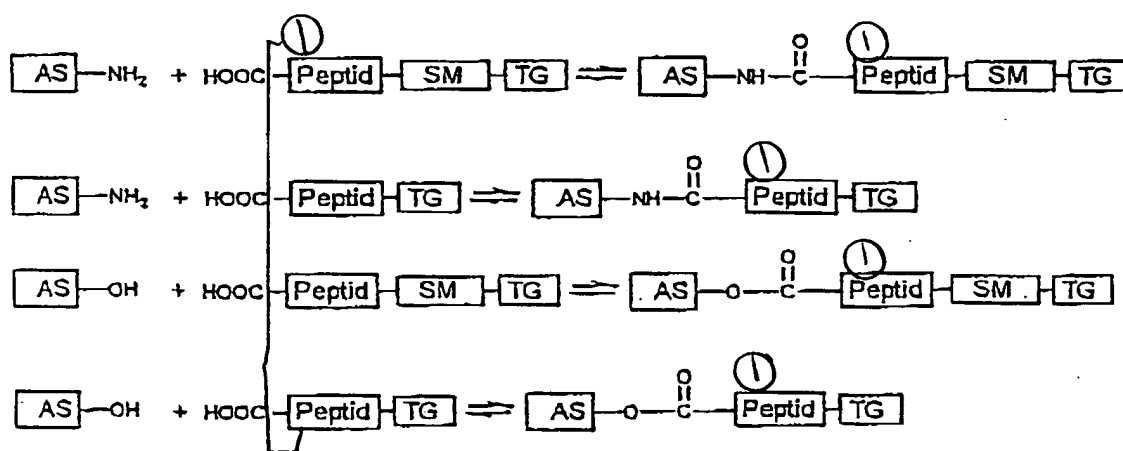 AS NH₂ + HOOC Peptid SM TG ⇌ AS NH C O Peptid SM TG
AS NH₂ + HOOC Peptid TG ⇌ AS NH C O Peptid TG
AS OH + HOOC Peptid SM TG ⇌ AS O C O Peptid SM TG
AS OH + HOOC Peptid TG ⇌ AS O C O Peptid TG